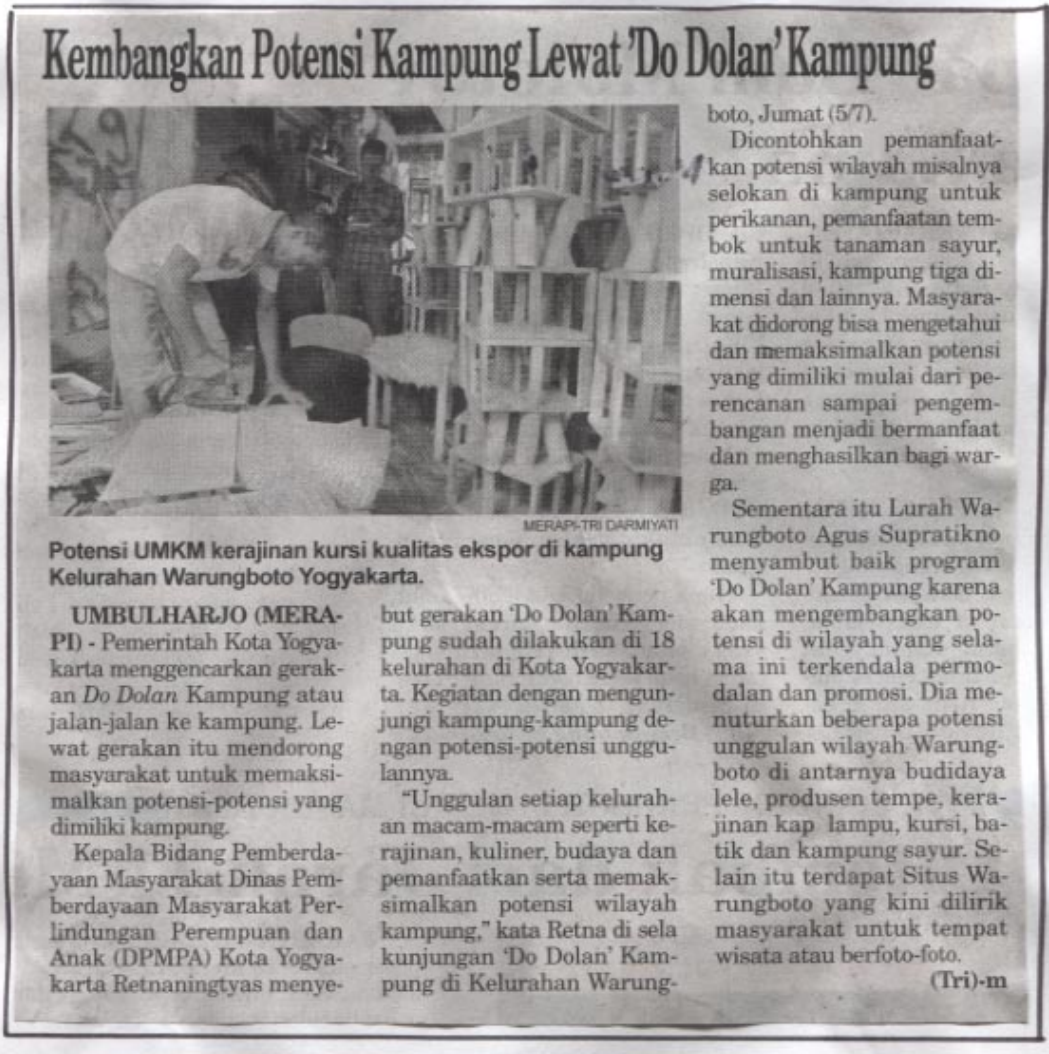 Kembangkan Potensi Kampung Lewat 'Do Dolan' Kampung
MERAPI-TRI DARMIYATI
Potensi UMKM kerajinan kursi kualitas ekspor di kampung
Kelurahan Warungboto Yogyakarta.
UMBULHARJO (MERA-
PI) - Pemerintah Kota Yogya-
karta menggencarkan gerak-
an Do Dolan Kampung atau
jalan-jalan ke kampung. Le-
wat gerakan itu mendorong
masyarakat untuk memaksi-
malkan potensi-potensi yang
dimiliki kampung.
Kepala Bidang Pemberda-
yaan Masyarakat Dinas Pem-
berdayaan Masyarakat Per-
lindungan Perempuan dan
Anak (DPMPA) Kota Yogya-
karta Retnaningtyas menye-
but gerakan 'Do Dolan' Kam-
pung sudah dilakukan di 18
kelurahan di Kota Yogyakar-
ta. Kegiatan dengan mengun-
jungi kampung-kampung de-
ngan potensi-potensi unggu-
lannya.
"Unggulan setiap kelurah-
an macam-macam seperti ke-
rajinan, kuliner, budaya dan
pemanfaatkan serta memak-
simalkan potensi wilayah
kampung," kata Retna di sela
kunjungan 'Do Dolan' Kam-
pung di Kelurahan Warung-
boto, Jumat (5/7).
Dicontohkan pemanfaat-
kan potensi wilayah misalnya
selokan di kampung untuk
perikanan, pemanfaatan tem-
bok untuk tanaman sayur,
muralisasi, kampung tiga di-
mensi dan lainnya. Masyara-
kat didorong bisa mengetahui
dan memaksimalkan potensi
yang dimiliki mulai dari pe-
rencanan sampai pengem-
bangan menjadi bermanfaat
dan menghasilkan bagi war-
ga.
Sementara itu Lurah Wa-
rungboto Agus Supratikno
menyambut baik program
'Do Dolan' Kampung karena
akan mengembangkan po-
tensi di wilayah yang sela-
ma ini terkendala permo-
dalan dan promosi. Dia me-
nuturkan beberapa potensi
unggulan wilayah Warung-
boto di antarnya budidaya
lele, produsen tempe, kera-
jinan kap lampu, kursi, ba-
tik dan kampung sayur. Se-
lain itu terdapat Situs Wa-
rungboto yang kini dilirik
masyarakat untuk tempat
wisata atau berfoto-foto.
(Tri)-m